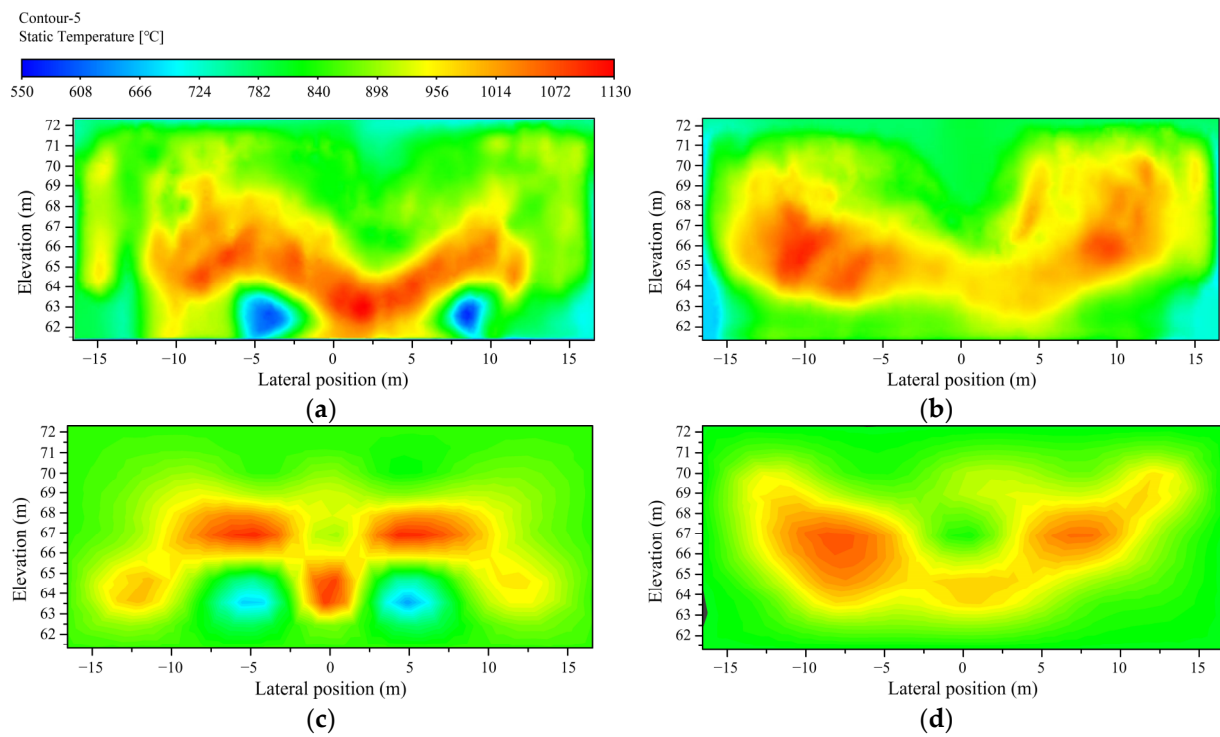 Contour-5
Static Temperature [℃]
550 608 666 724 782 840 898 956 1014 1072 1130
72
71
70
69
68
67
66
65
63
62
Elevation (m)
−15 −10 −5 0 5 10 15
Lateral position (m)
(a)
72
71
70
69
68
67
66
65
63
62
Elevation (m)
−15 −10 −5 0 5 10 15
Lateral position (m)
(b)
72
71
70
69
68
67
66
65
63
62
Elevation (m)
−15 −10 −5 0 5 10 15
Lateral position (m)
(c)
72
71
70
69
68
67
66
65
63
62
Elevation (m)
−15 −10 −5 0 5 10 15
Lateral position (m)
(d)